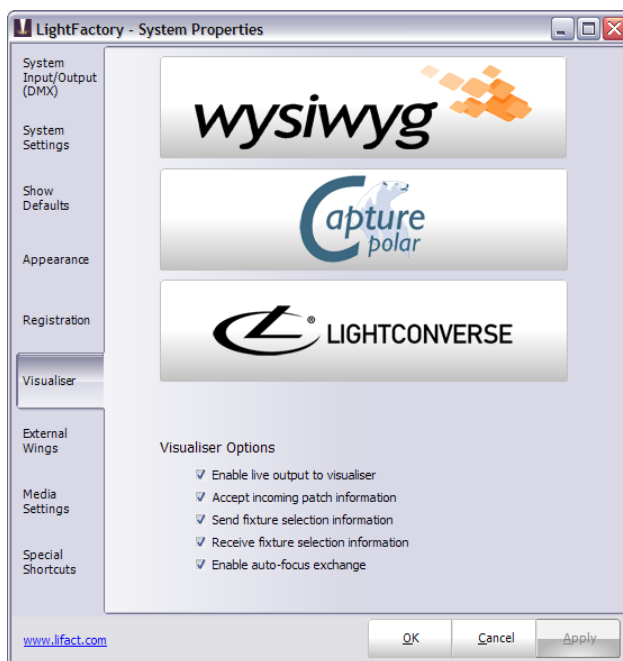 LightFactory - System Properties
System
Input/Output
(DMX)
System
Settings
Show
Defaults
Appearance
Registration
Visualiser
External
Wings
Media
Settings
Special
Shortcuts
wysiwyg
Capture
polar
® LIGHTCONVERSE
Visualiser Options
Enable live output to visualiser
Accept incoming patch information
Send fixture selection information
Receive fixture selection information
Enable auto-focus exchange
www.lifact.com
OK
Cancel
Apply